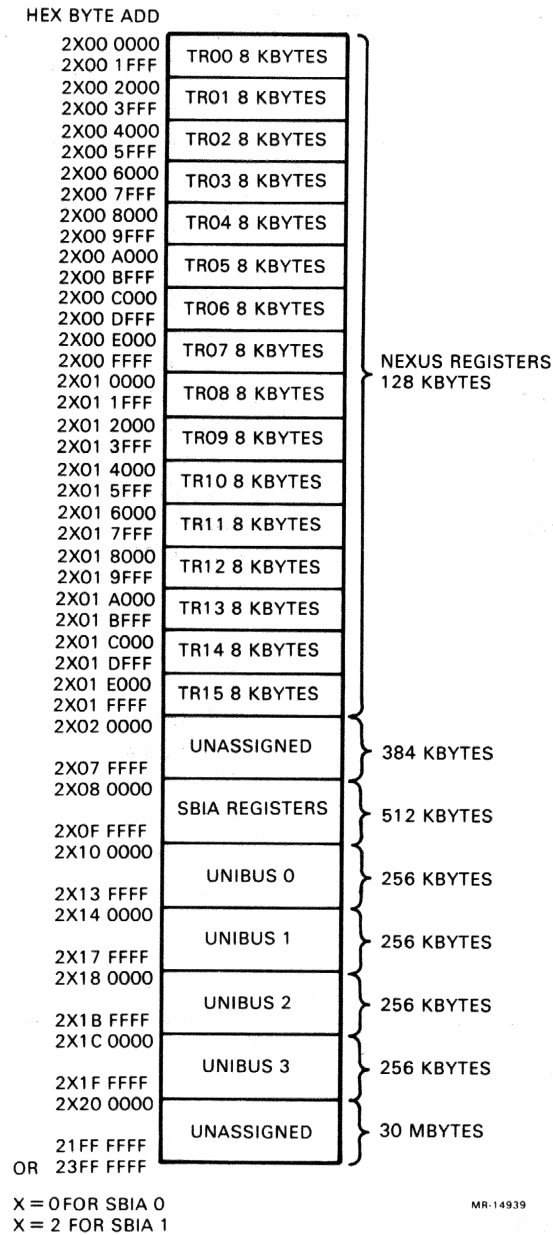 HEX BYTE ADD
2X00 0000
2X00 1FFF
TR00 8 KBYTES
2X00 2000
2X00 3FFF
TR01 8 KBYTES
2X00 4000
2X00 5FFF
TR02 8 KBYTES
2X00 6000
2X00 7FFF
TR03 8 KBYTES
2X00 8000
2X00 9FFF
TR04 8 KBYTES
2X00 A000
2X00 BFFF
TR05 8 KBYTES
2X00 C000
2X00 DFFF
TR06 8 KBYTES
2X00 E000
2X00 FFFF
TR07 8 KBYTES
2X01 0000
2X01 1FFF
TR08 8 KBYTES
2X01 2000
2X01 3FFF
TR09 8 KBYTES
2X01 4000
2X01 5FFF
TR10 8 KBYTES
2X01 6000
2X01 7FFF
TR11 8 KBYTES
2X01 8000
2X01 9FFF
TR12 8 KBYTES
2X01 A000
2X01 BFFF
TR13 8 KBYTES
2X01 C000
2X01 DFFF
TR14 8 KBYTES
2X01 E000
2X01 FFFF
TR15 8 KBYTES
NEXUS REGISTERS
128 KBYTES
2X02 0000
2X07 FFFF
UNASSIGNED
384 KBYTES
2X08 0000
2X0F FFFF
SBIA REGISTERS
512 KBYTES
2X10 0000
2X13 FFFF
UNIBUS 0
256 KBYTES
2X14 0000
2X17 FFFF
UNIBUS 1
256 KBYTES
2X18 0000
2X1B FFFF
UNIBUS 2
256 KBYTES
2X1C 0000
2X1F FFFF
UNIBUS 3
256 KBYTES
2X20 0000
21FF FFFF
OR 23FF FFFF
UNASSIGNED
30 MBYTES
X = 0 FOR SBIA 0
X = 2 FOR SBIA 1
MR-14939